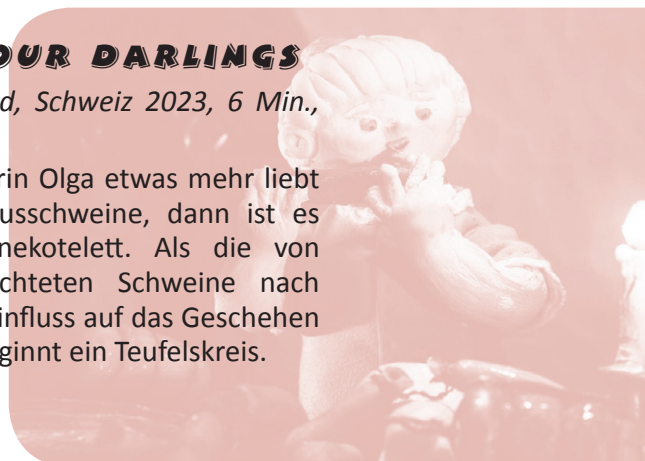 OUR DARLINGS
d, Schweiz 2023, 6 Min.,
rin Olga etwas mehr liebt
usschweine, dann ist es
nekotelett. Als die von
chteten Schweine nach
influss auf das Geschehen
ginnt ein Teufelskreis.